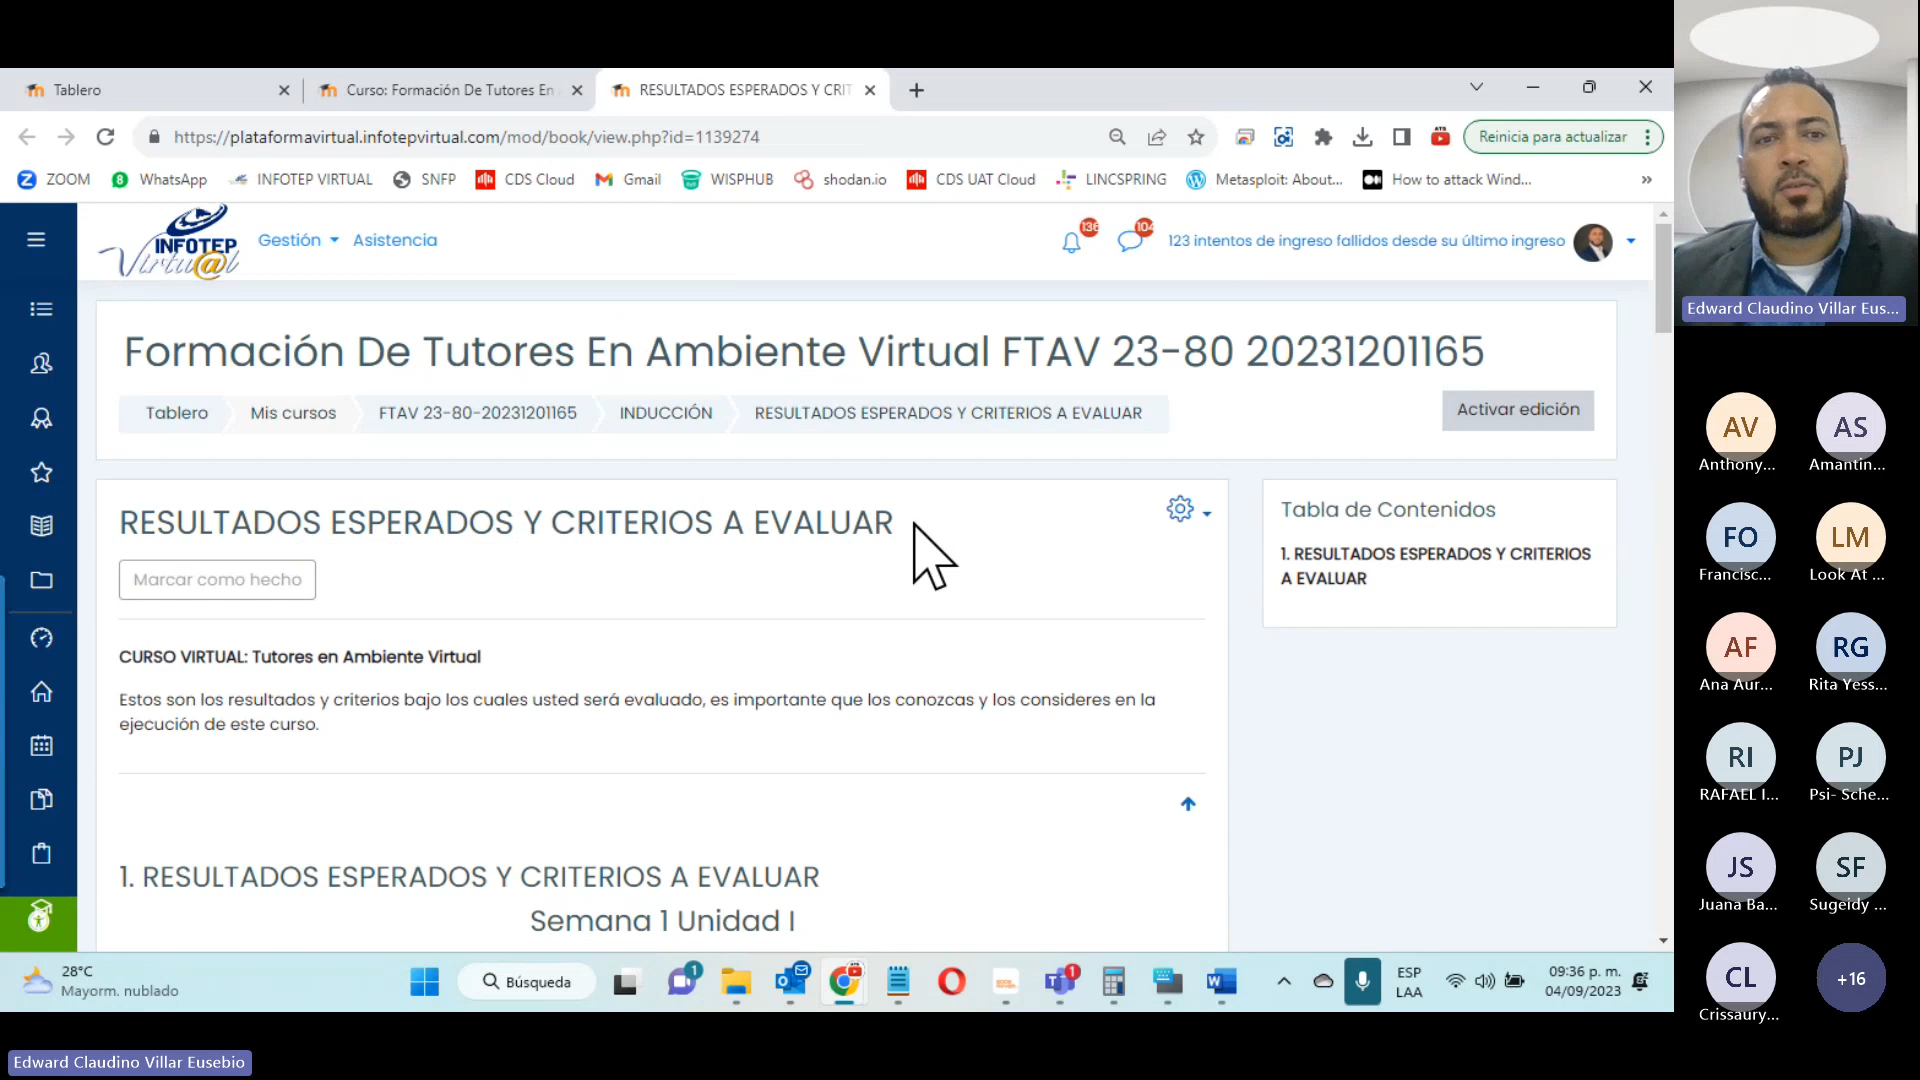 Tablero
Curso: Formación De Tutores En
RESULTADOS ESPERADOS Y CRIT
https://plataformavirtual.infotepvirtual.com/mod/book/view.php?id=1139274
Reinicia para actualizar
ZOOM
WhatsApp
INFOTEP VIRTUAL
SNFP
CDS Cloud
Gmail
WISPHUB
shodan.io
CDS UAT Cloud
LINCSPRING
Metasploit: About...
How to attack Wind...
»
INFOTEP
Virtu@l
Gestión
Asistencia
136
104
123 intentos de ingreso fallidos desde su último ingreso
Edward Claudino Villar Eus...
Formación De Tutores En Ambiente Virtual FTAV 23-80 20231201165
Tablero
Mis cursos
FTAV 23-80-20231201165
INDUCCIÓN
RESULTADOS ESPERADOS Y CRITERIOS A EVALUAR
Activar edición
RESULTADOS ESPERADOS Y CRITERIOS A EVALUAR
Marcar como hecho
CURSO VIRTUAL: Tutores en Ambiente Virtual
Estos son los resultados y criterios bajo los cuales usted será evaluado, es importante que los conozcas y los consideres en la
ejecución de este curso.
1. RESULTADOS ESPERADOS Y CRITERIOS A EVALUAR
Semana 1 Unidad I
Tabla de Contenidos
1. RESULTADOS ESPERADOS Y CRITERIOS
A EVALUAR
AV
Anthony...
AS
Amantin...
FO
Francisc...
LM
Look At ...
AF
Ana Aur...
RG
Rita Yess...
RI
RAFAEL I...
PJ
Psi- Sche...
JS
Juana Ba...
SF
Sugeidy ...
CL
Crissaury...
+16
28°C
Mayorm. nublado
Búsqueda
1
1
ESP
LAA
09:36 p. m.
04/09/2023
Edward Claudino Villar Eusebio